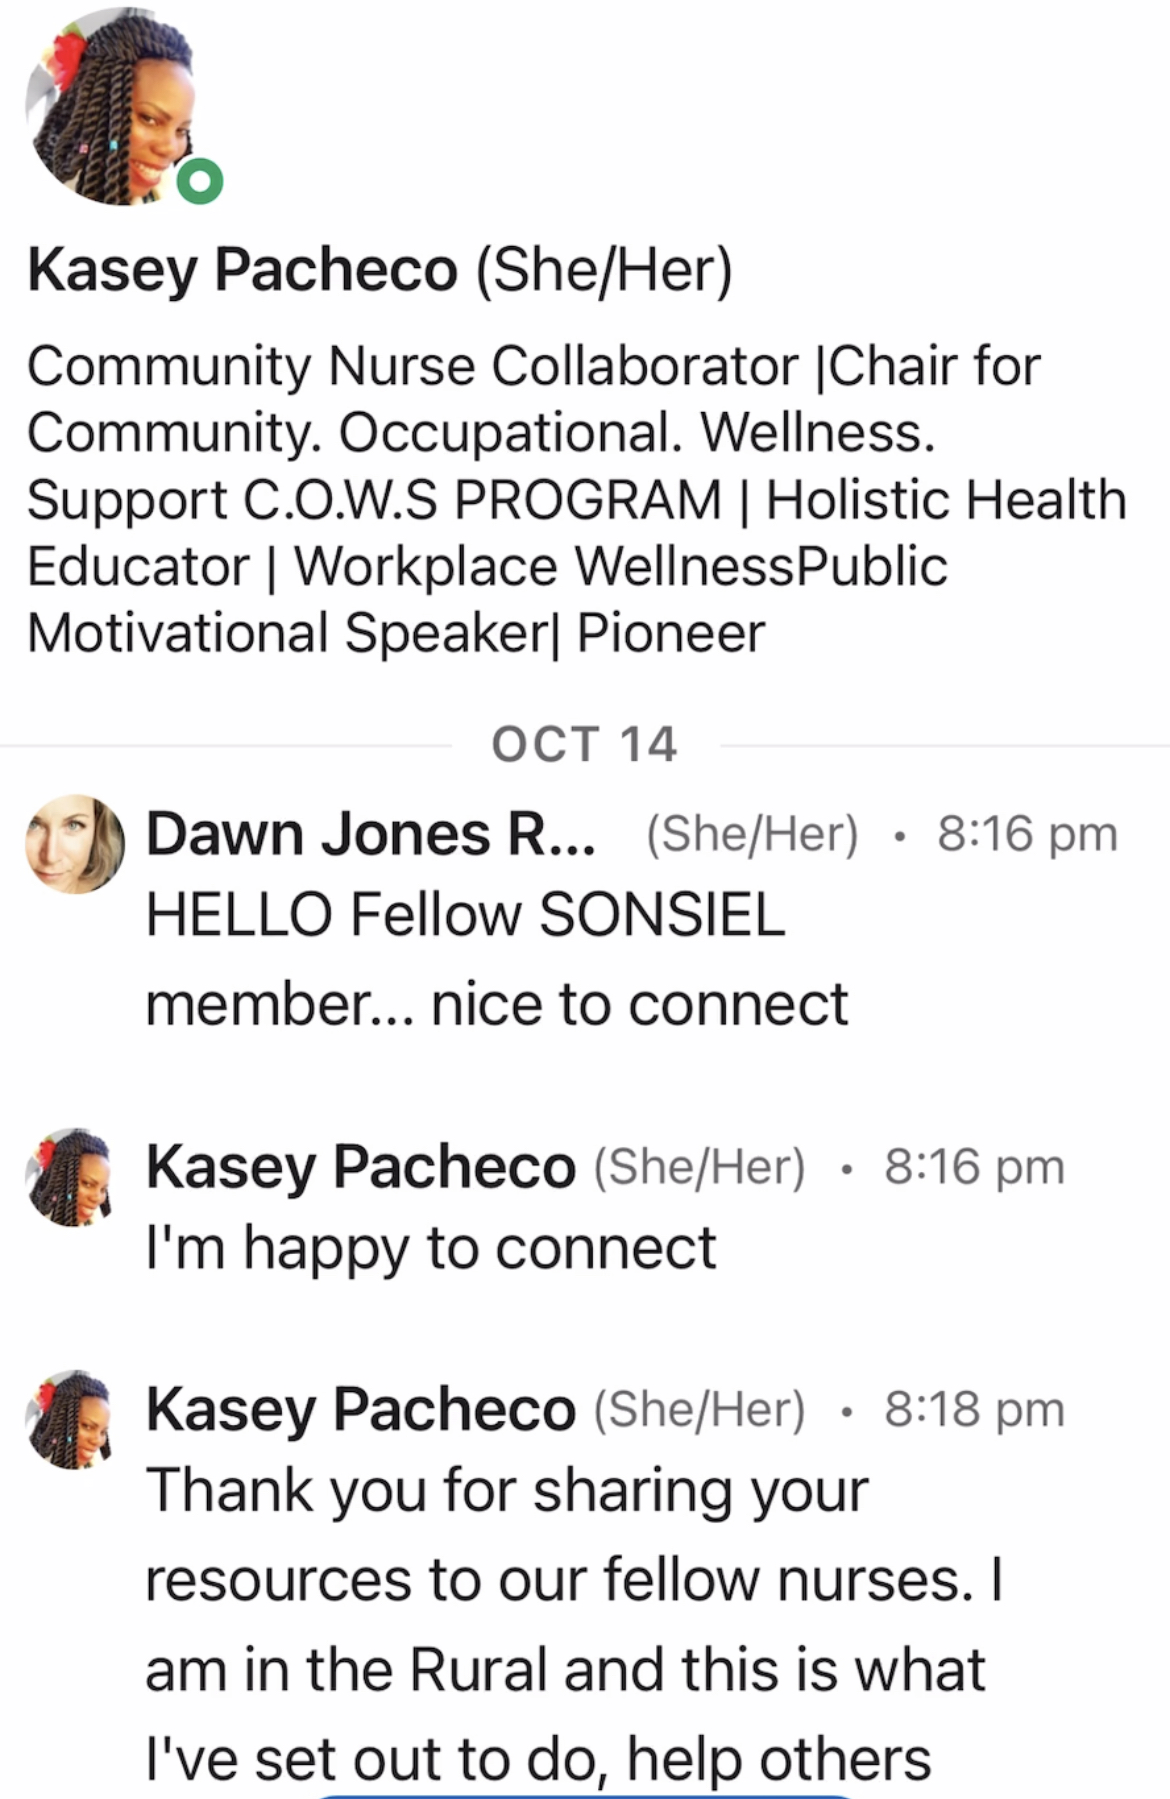 Kasey Pacheco (She/Her)
Community Nurse Collaborator |Chair for
Community. Occupational. Wellness.
Support C.O.W.S PROGRAM | Holistic Health
Educator | Workplace WellnessPublic
Motivational Speaker| Pioneer
OCT 14
Dawn Jones R... (She/Her) • 8:16 pm
HELLO Fellow SONSIEL
member... nice to connect
Kasey Pacheco (She/Her) • 8:16 pm
I'm happy to connect
Kasey Pacheco (She/Her) • 8:18 pm
Thank you for sharing your
resources to our fellow nurses. I
am in the Rural and this is what
I've set out to do, help others